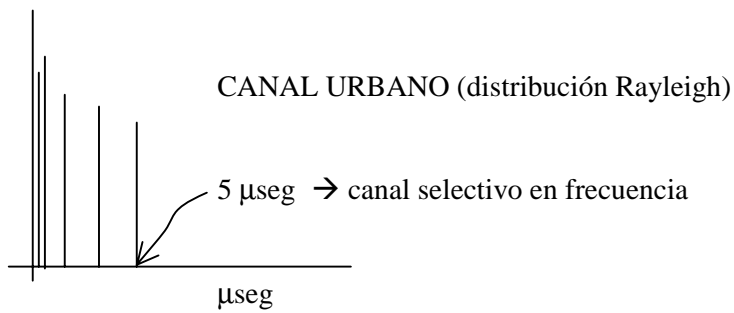 CANAL URBANO (distribución Rayleigh)
5 μseg → canal selectivo en frecuencia
μseg